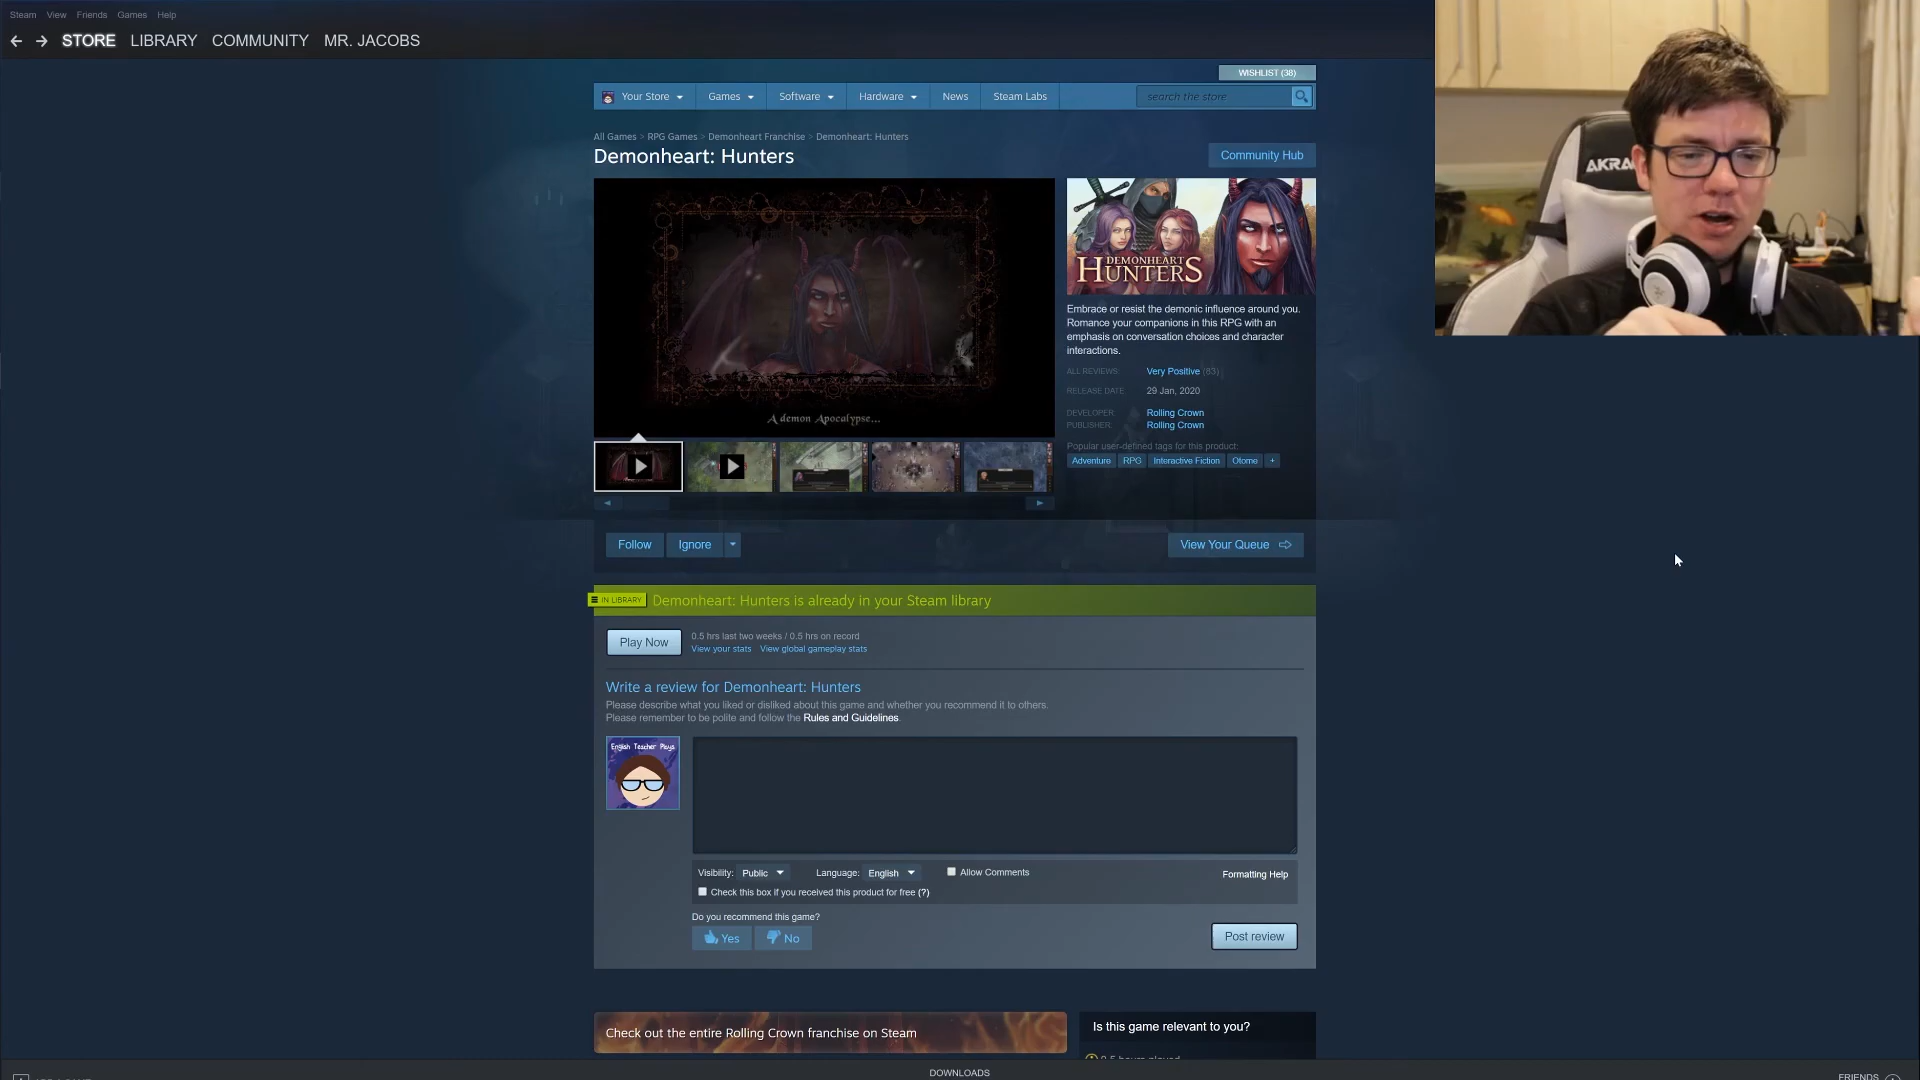 Steam View Friends Games Help
STORE LIBRARY COMMUNITY MR. JACOBS
WISHLIST (38)
Your Store Games Software Hardware News Steam Labs search the store
All Games > RPG Games > Demonheart Franchise > Demonheart: Hunters
Demonheart: Hunters
Community Hub
A demon Apocalypse...
DEMONHEART
HUNTERS
Embrace or resist the demonic influence around you.
Romance your companions in this RPG with an
emphasis on conversation choices and character
interactions.
ALL REVIEWS: Very Positive (83)
RELEASE DATE: 29 Jan, 2020
DEVELOPER: Rolling Crown
PUBLISHER: Rolling Crown
Popular user-defined tags for this product:
Adventure RPG Interactive Fiction Otome +
Follow Ignore View Your Queue
IN LIBRARY Demonheart: Hunters is already in your Steam library
Play Now
0.5 hrs last two weeks / 0.5 hrs on record
View your stats View global gameplay stats
Write a review for Demonheart: Hunters
Please describe what you liked or disliked about this game and whether you recommend it to others.
Please remember to be polite and follow the Rules and Guidelines.
English Teacher Plays
Visibility: Public Language: English Allow Comments Formatting Help
Check this box if you received this product for free (?)
Do you recommend this game?
Yes No Post review
Check out the entire Rolling Crown franchise on Steam
Is this game relevant to you?
0.5 hours played
DOWNLOADS
FRIENDS
AKRA